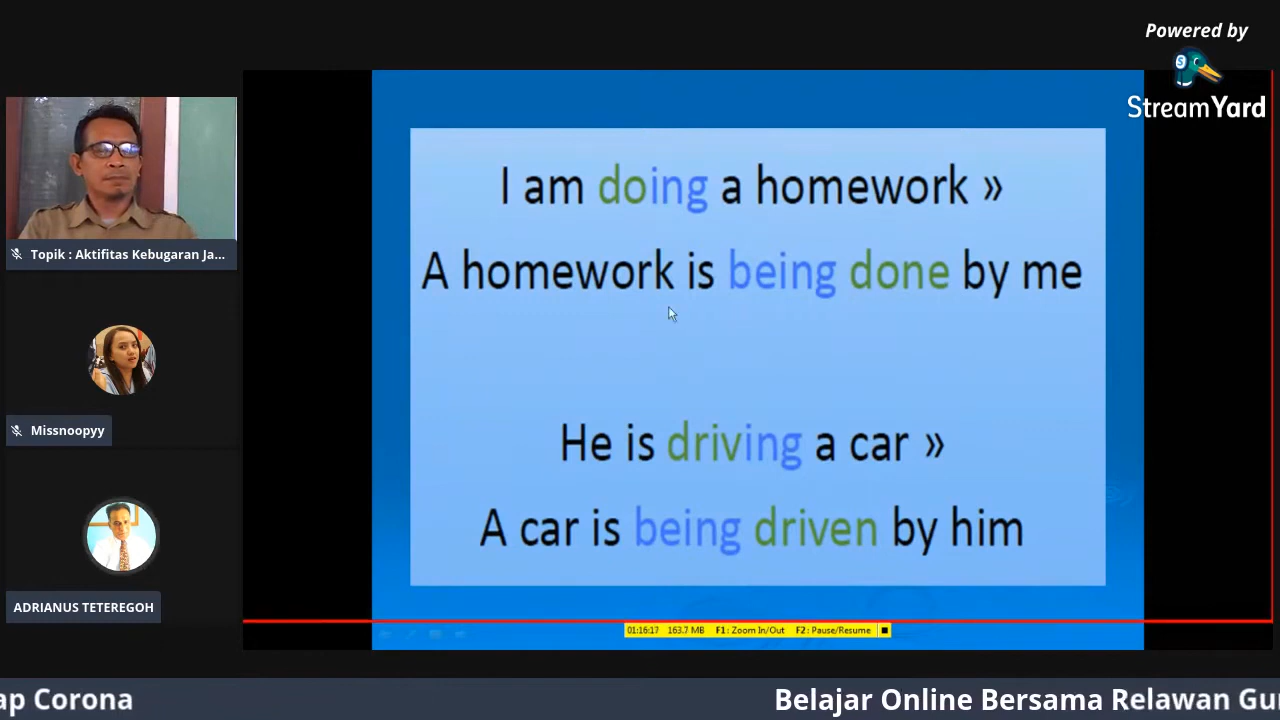 Powered by
StreamYard
I am doing a homework »
A homework is being done by me
He is driving a car »
A car is being driven by him
Topik : Aktifitas Kebugaran Ja...
Missnoopyy
ADRIANUS TETEREGOH
01:16:17 163.7 MB F1: Zoom In/Out F2: Pause/Resume
ap Corona
Belajar Online Bersama Relawan Gu